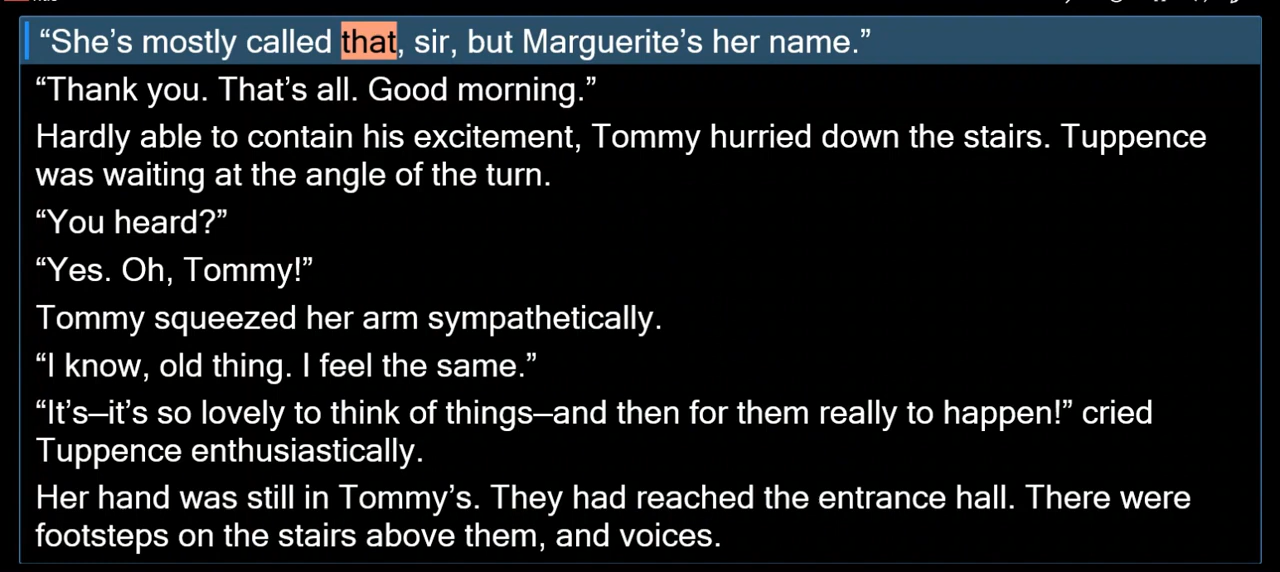 “She’s mostly called that, sir, but Marguerite’s her name.”
“Thank you. That’s all. Good morning.”
Hardly able to contain his excitement, Tommy hurried down the stairs. Tuppence
was waiting at the angle of the turn.
“You heard?”
“Yes. Oh, Tommy!”
Tommy squeezed her arm sympathetically.
“I know, old thing. I feel the same.”
“It’s—it’s so lovely to think of things—and then for them really to happen!” cried
Tuppence enthusiastically.
Her hand was still in Tommy’s. They had reached the entrance hall. There were
footsteps on the stairs above them, and voices.